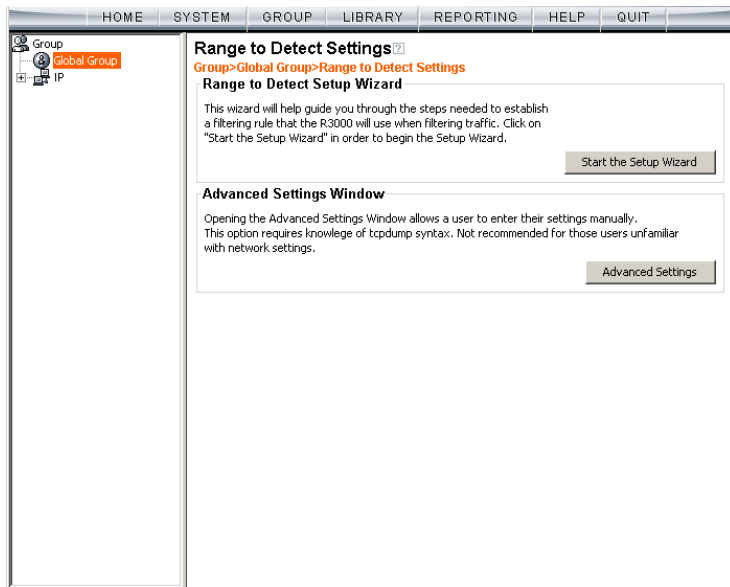 HOME SYSTEM GROUP LIBRARY REPORTING HELP QUIT
Group
Global Group
IP
Range to Detect Settings?
Group>Global Group>Range to Detect Settings
Range to Detect Setup Wizard
This wizard will help guide you through the steps needed to establish
a filtering rule that the R3000 will use when filtering traffic. Click on
"Start the Setup Wizard" in order to begin the Setup Wizard.
Start the Setup Wizard
Advanced Settings Window
Opening the Advanced Settings Window allows a user to enter their settings manually.
This option requires knowlege of tcpdump syntax. Not recommended for those users unfamiliar
with network settings.
Advanced Settings